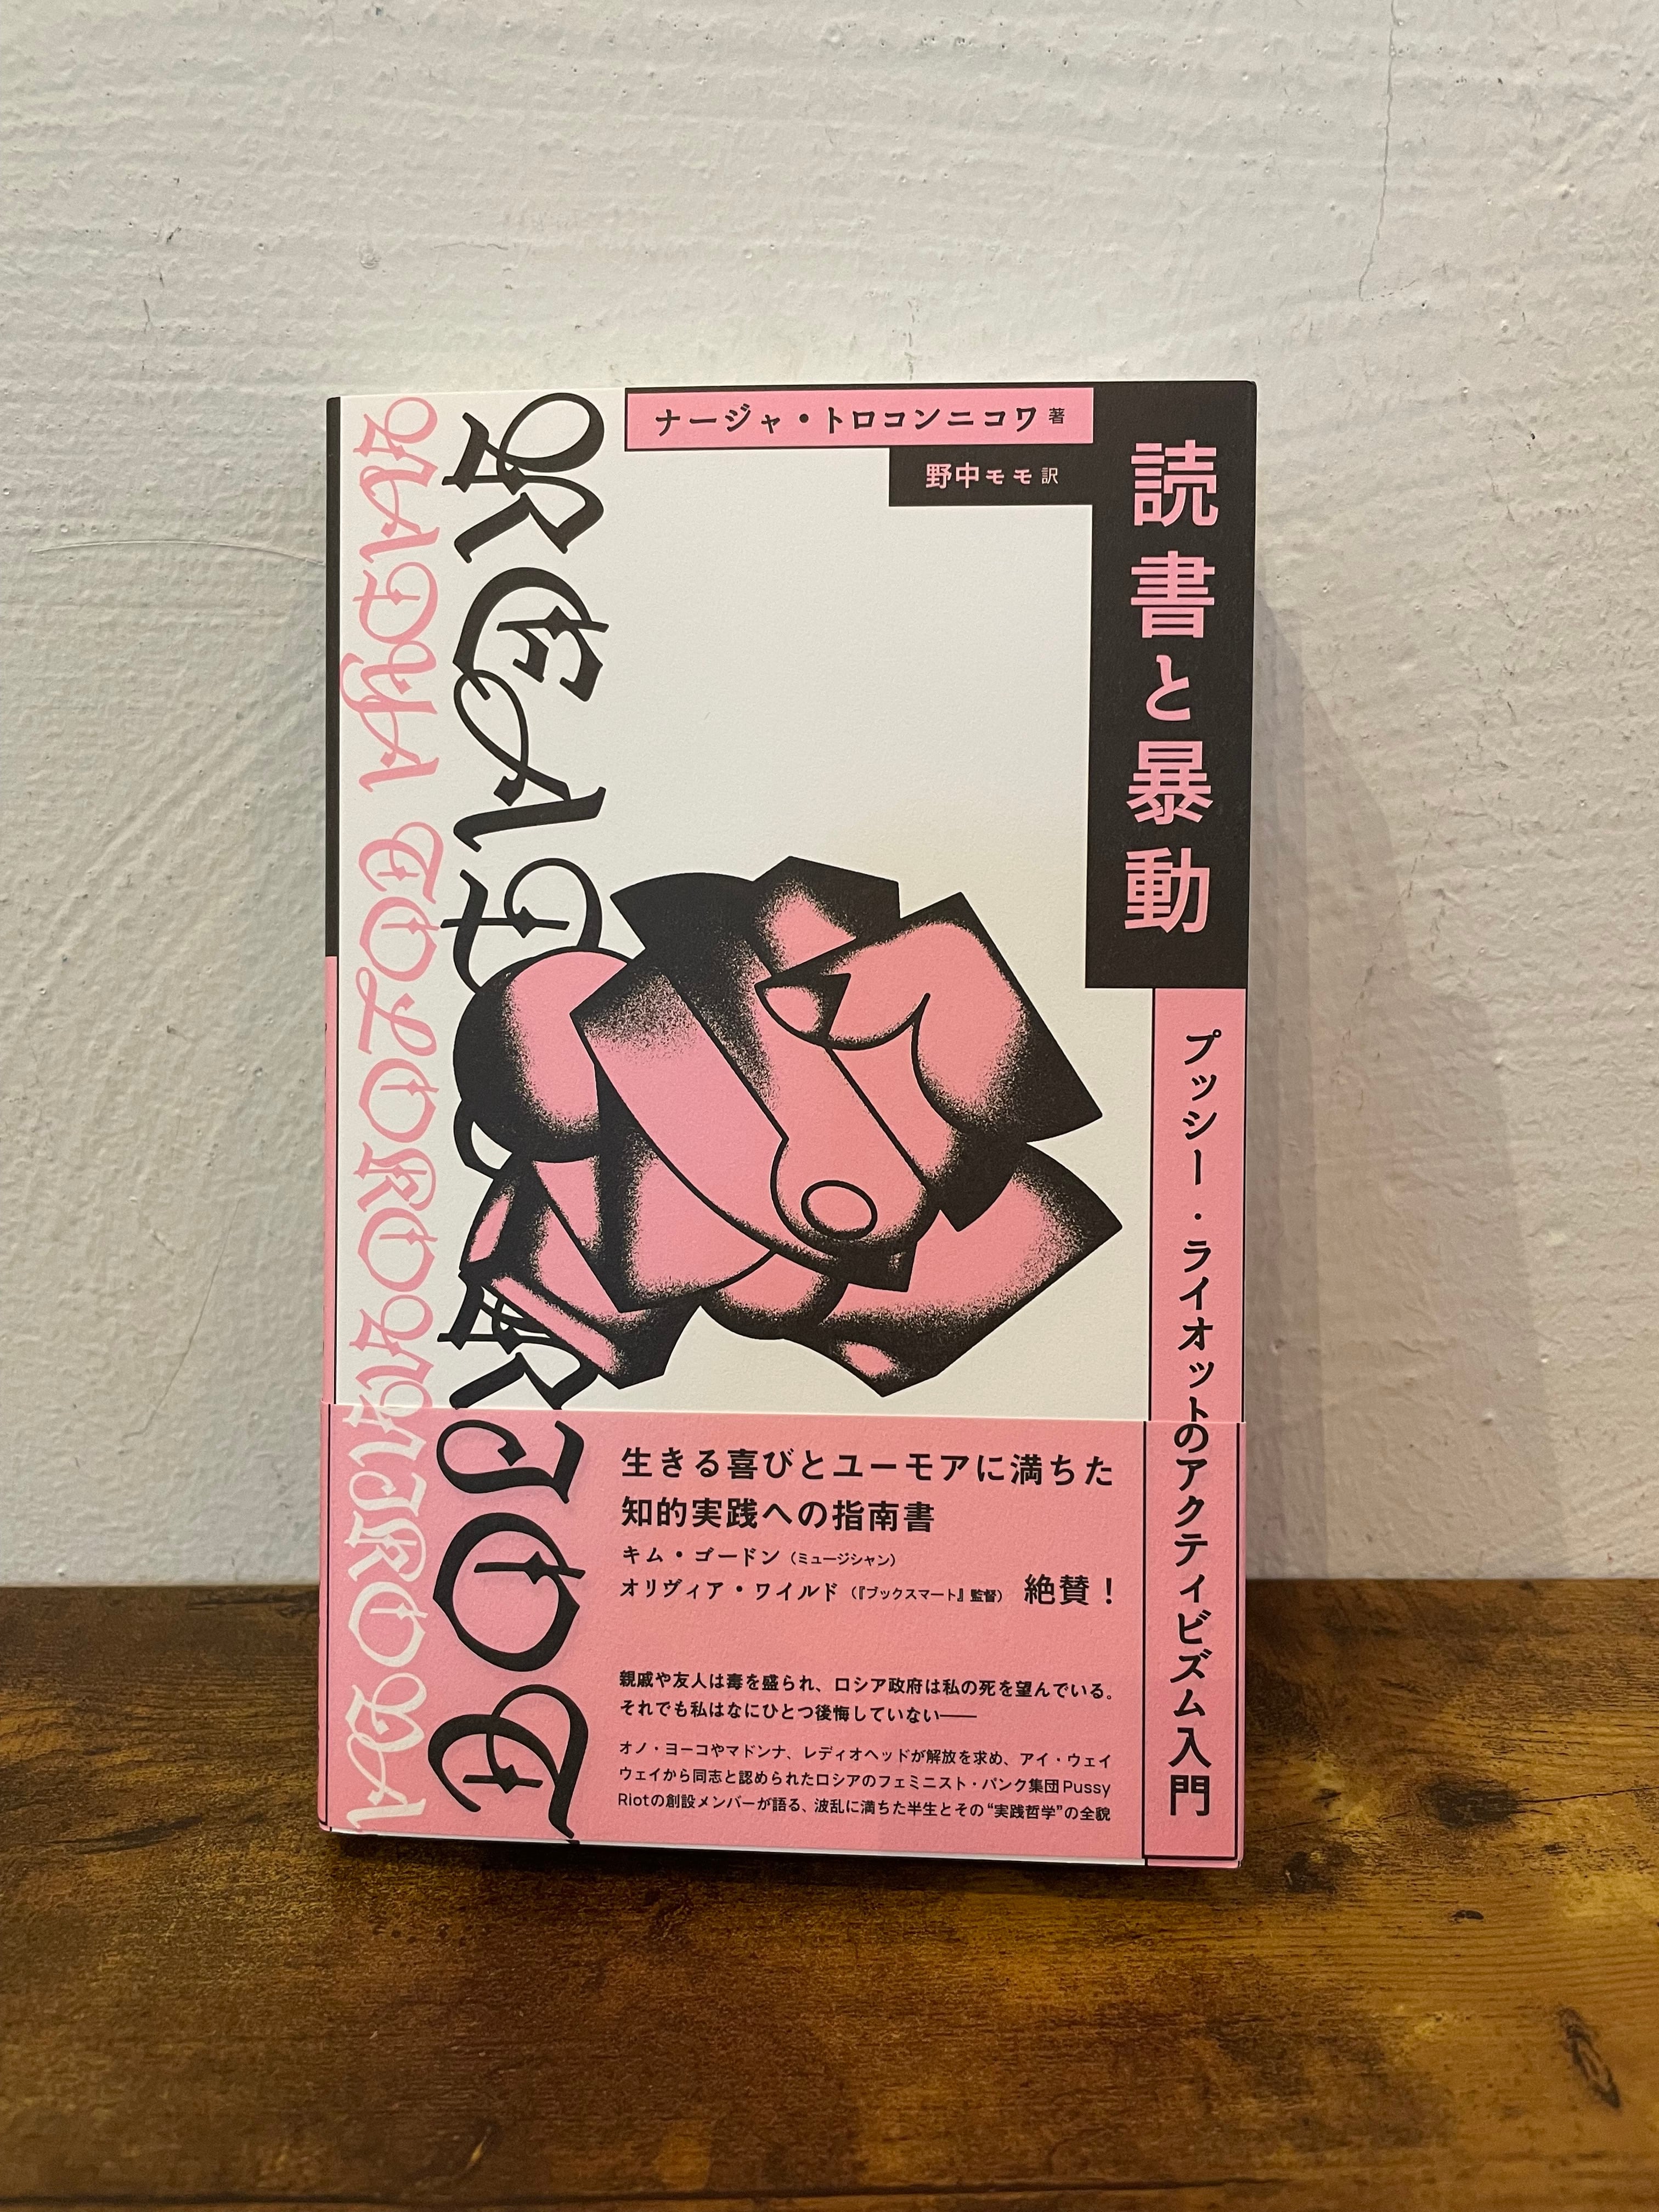 読書と暴動
プッシー・ライオットのアクティビズム入門
ナージャ・トロコンニコワ 著
野中モモ 訳
READ & RIOT
NADYA TOLOKONNIKOVA
生きる喜びとユーモアに満ちた
知的実践への指南書
キム・ゴードン（ミュージシャン）
オリヴィア・ワイルド（『ブックスマート』監督） 絶賛！
親戚や友人は毒を盛られ、ロシア政府は私の死を望んでいる。
それでも私はなにひとつ後悔していない――
オノ・ヨーコやマドンナ、レディオヘッドが解放を求め、アイ・ウェイ
ウェイから同志と認められたロシアのフェミニスト・パンク集団 Pussy
Riotの創設メンバーが語る、波乱に満ちた半生とその“実践哲学”の全貌